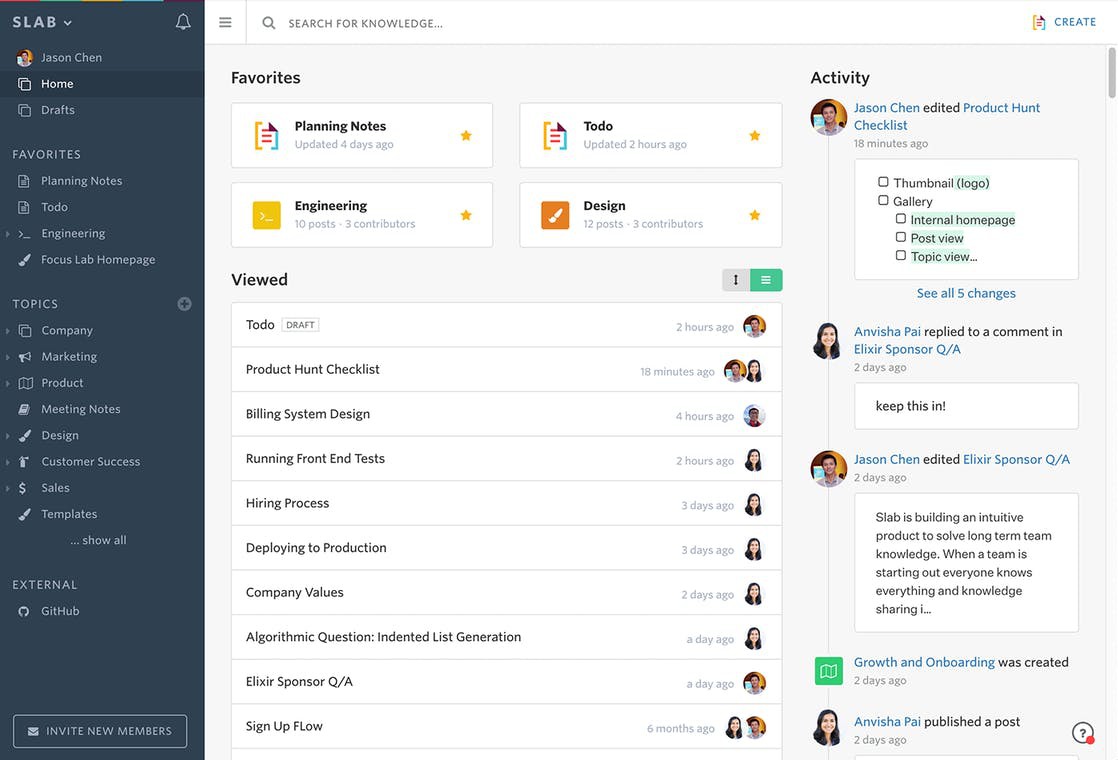 SLAB
Jason Chen
Home
Drafts
FAVORITES
Planning Notes
Todo
Engineering
Focus Lab Homepage
TOPICS
Company
Marketing
Product
Meeting Notes
Design
Customer Success
Sales
Templates
... show all
EXTERNAL
GitHub
INVITE NEW MEMBERS
SEARCH FOR KNOWLEDGE...
CREATE
Favorites
Planning Notes
Updated 4 days ago
Todo
Updated 2 hours ago
Engineering
10 posts · 3 contributors
Design
12 posts · 3 contributors
Viewed
Todo DRAFT 2 hours ago
Product Hunt Checklist 18 minutes ago
Billing System Design 4 hours ago
Running Front End Tests 2 hours ago
Hiring Process 3 days ago
Deploying to Production 3 days ago
Company Values 2 days ago
Algorithmic Question: Indented List Generation a day ago
Elixir Sponsor Q/A a day ago
Sign Up FLow 6 months ago
Activity
Jason Chen edited Product Hunt
Checklist
18 minutes ago
Thumbnail (logo)
Gallery
Internal homepage
Post view
Topic view...
See all 5 changes
Anvisha Pai replied to a comment in
Elixir Sponsor Q/A
2 days ago
keep this in!
Jason Chen edited Elixir Sponsor Q/A
2 days ago
Slab is building an intuitive
product to solve long term team
knowledge. When a team is
starting out everyone knows
everything and knowledge
sharing i...
Growth and Onboarding was created
2 days ago
Anvisha Pai published a post
2 days ago
?